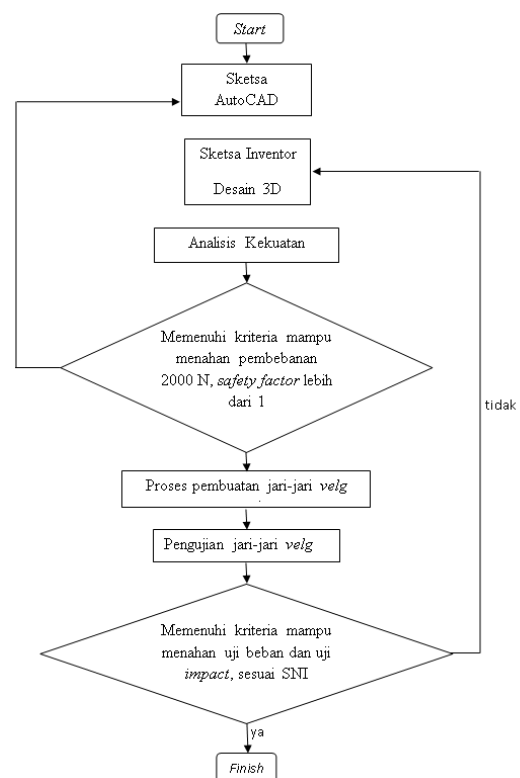 Start
Sketsa
AutoCAD
Sketsa Inventor
Desain 3D
Analisis Kekuatan
Memenuhi kriteria mampu
menahan pembebanan
2000 N, safety factor lebih
dari 1
tidak
Proses pembuatan jari-jari velg
Pengujian jari-jari velg
Memenuhi kriteria mampu
menahan uji beban dan uji
impact, sesuai SNI
ya
Finish